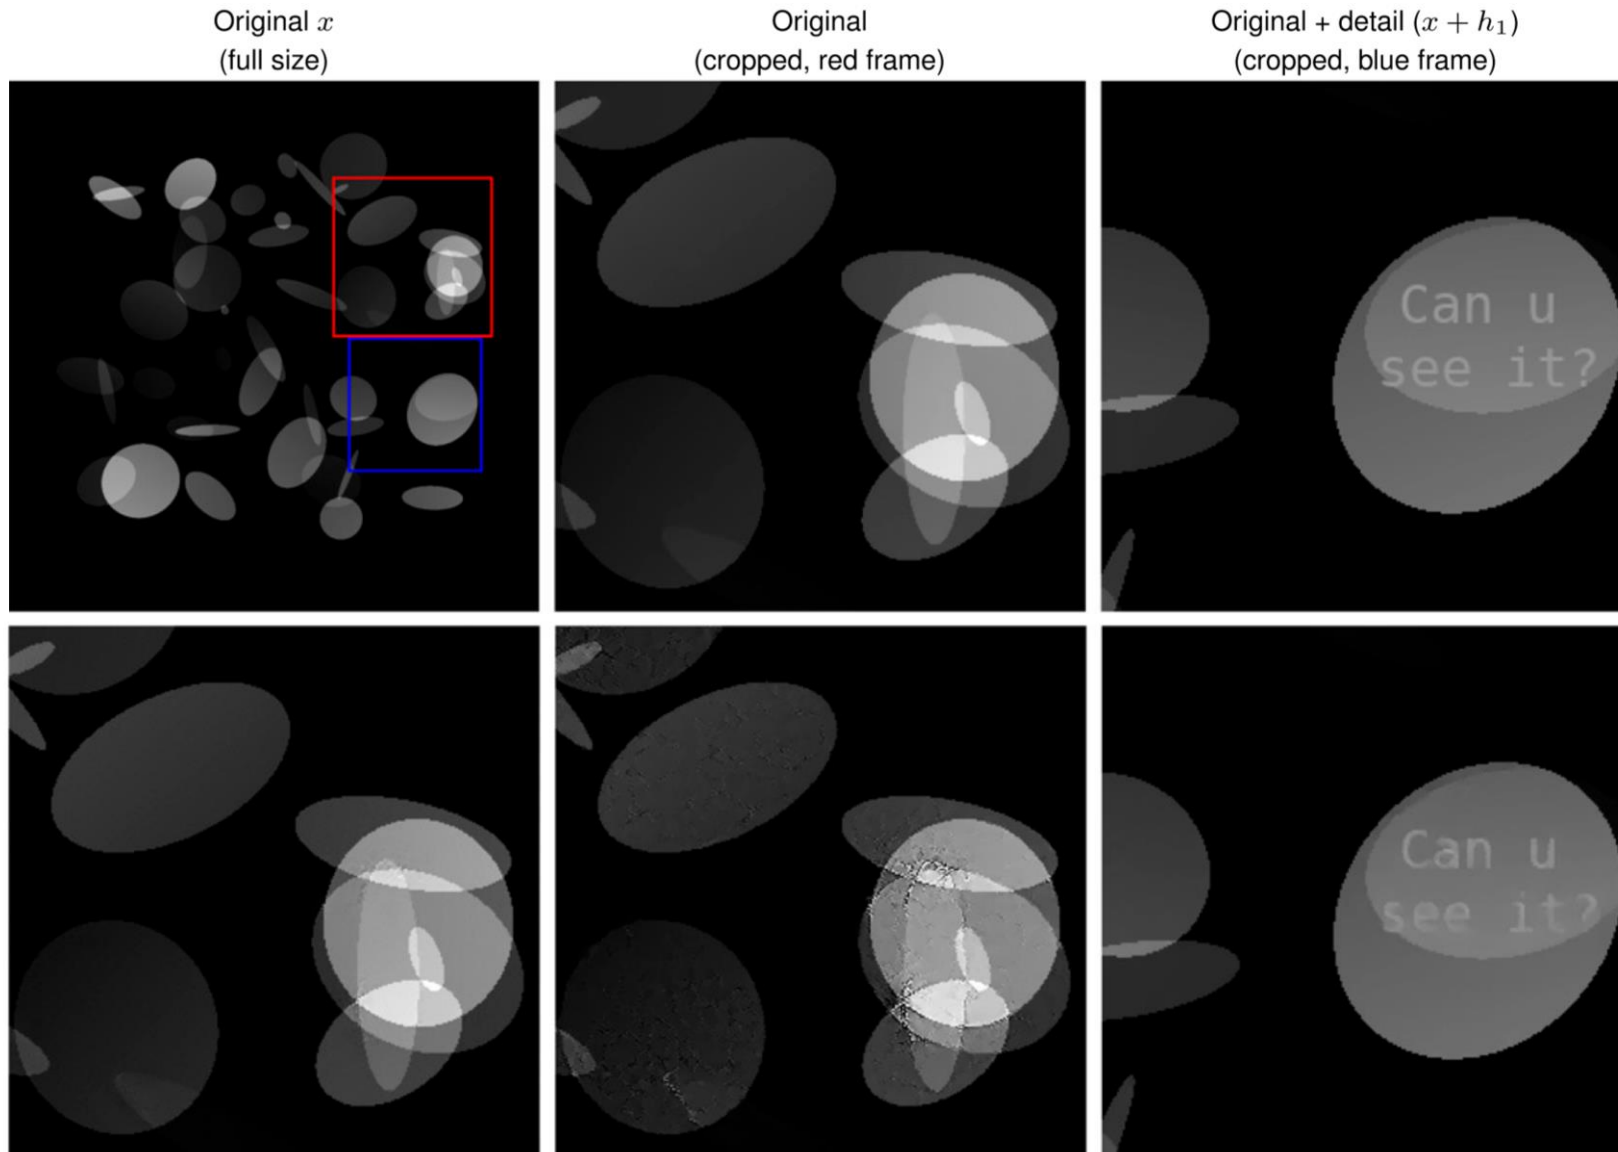 Original x
(full size)
Original
(cropped, red frame)
Original + detail (x + h₁)
(cropped, blue frame)
Can u
see it?
Can u
see it?